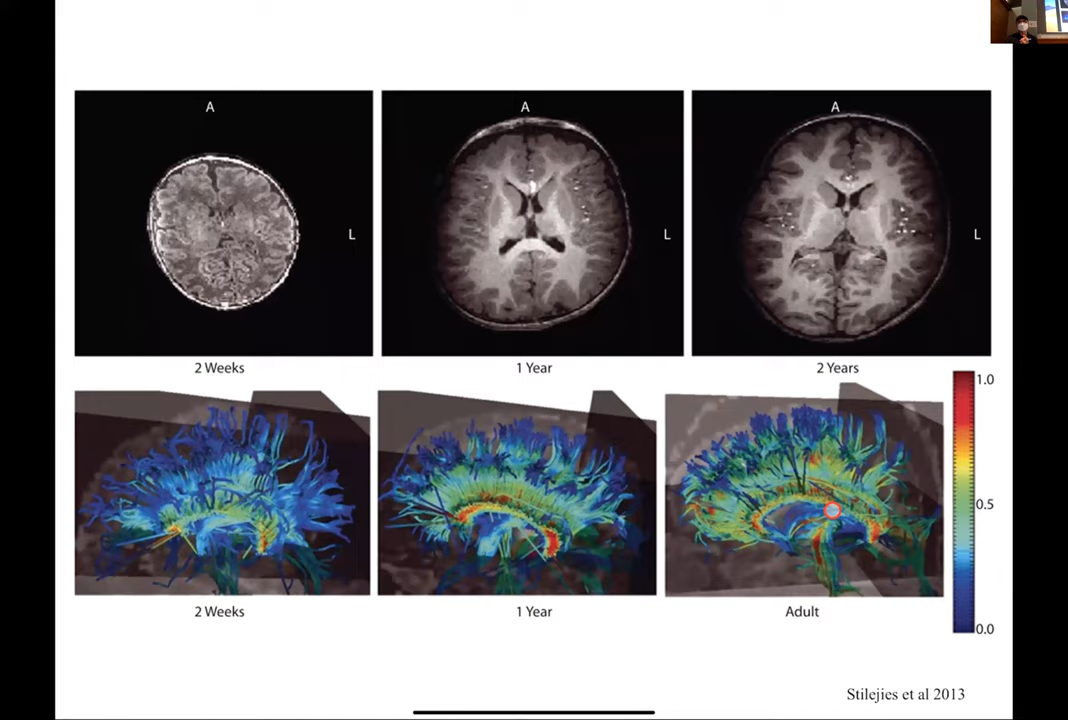 A
A
A
L
L
L
2 Weeks
1 Year
2 Years
1.0
0.5
0.0
2 Weeks
1 Year
Adult
Stilejies et al 2013